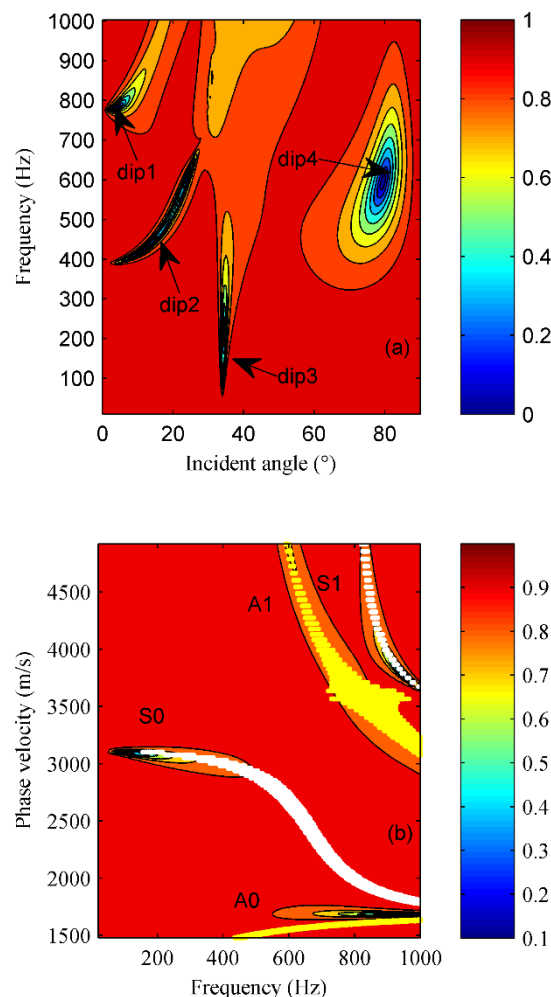 1000
900
800
700
600
500
400
300
200
100
0 20 40 60 80
Frequency (Hz)
Incident angle (°)
dip1
dip2
dip3
dip4
(a)
1
0.8
0.6
0.4
0.2
0
4500
4000
3500
3000
2500
2000
1500
200 400 600 800 1000
Phase velocity (m/s)
Frequency (Hz)
A1
S1
S0
A0
(b)
0.9
0.8
0.7
0.6
0.5
0.4
0.3
0.2
0.1